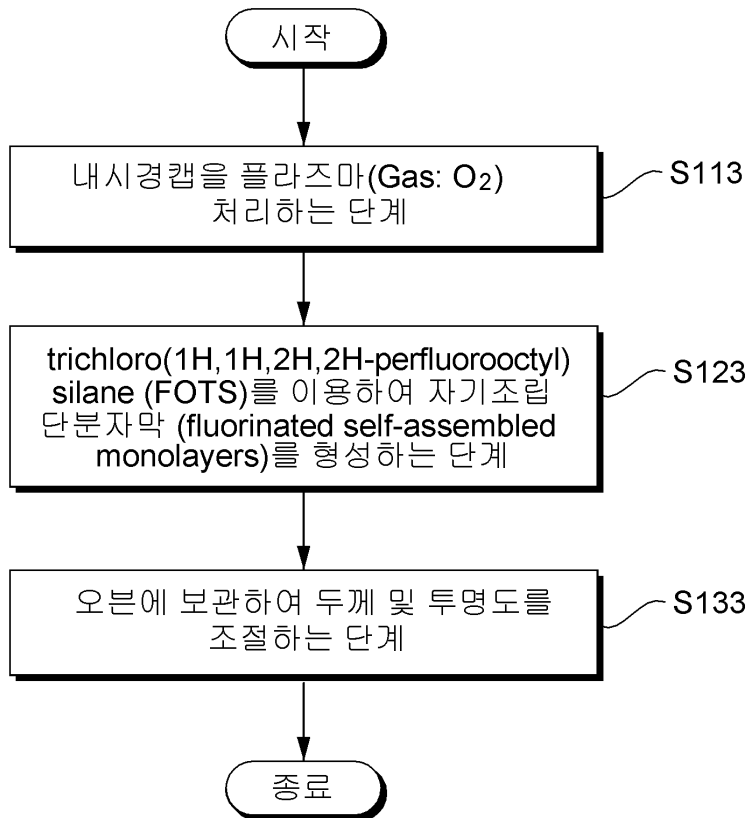 시작
내시경캡을 플라즈마(Gas: O₂)
처리하는 단계
S113
trichloro(1H,1H,2H,2H-perfluorooctyl)
silane (FOTS)를 이용하여 자기조립
단분자막 (fluorinated self-assembled
monolayers)를 형성하는 단계
S123
오븐에 보관하여 두께 및 투명도를
조절하는 단계
S133
종료